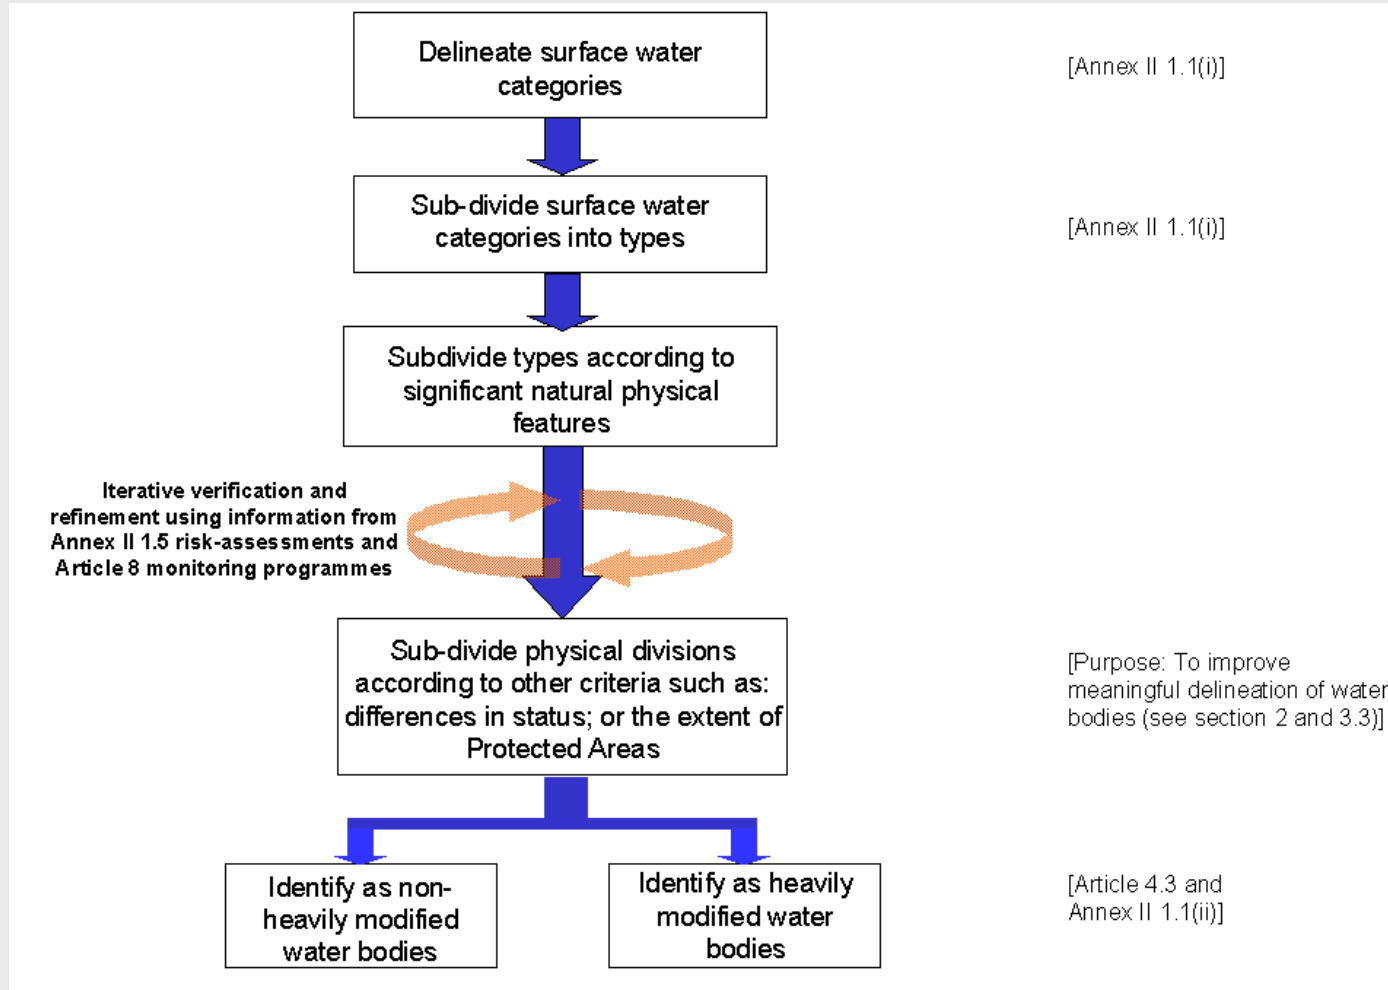 Delineate surface water
categories
[Annex II 1.1(i)]
Sub-divide surface water
categories into types
[Annex II 1.1(i)]
Subdivide types according to
significant natural physical
features
Iterative verification and
refinement using information from
Annex II 1.5 risk-assessments and
Article 8 monitoring programmes
Sub-divide physical divisions
according to other criteria such as:
differences in status; or the extent of
Protected Areas
[Purpose: To improve
meaningful delineation of water
bodies (see section 2 and 3.3)]
Identify as non-
heavily modified
water bodies
Identify as heavily
modified water
bodies
[Article 4.3 and
Annex II 1.1(ii)]